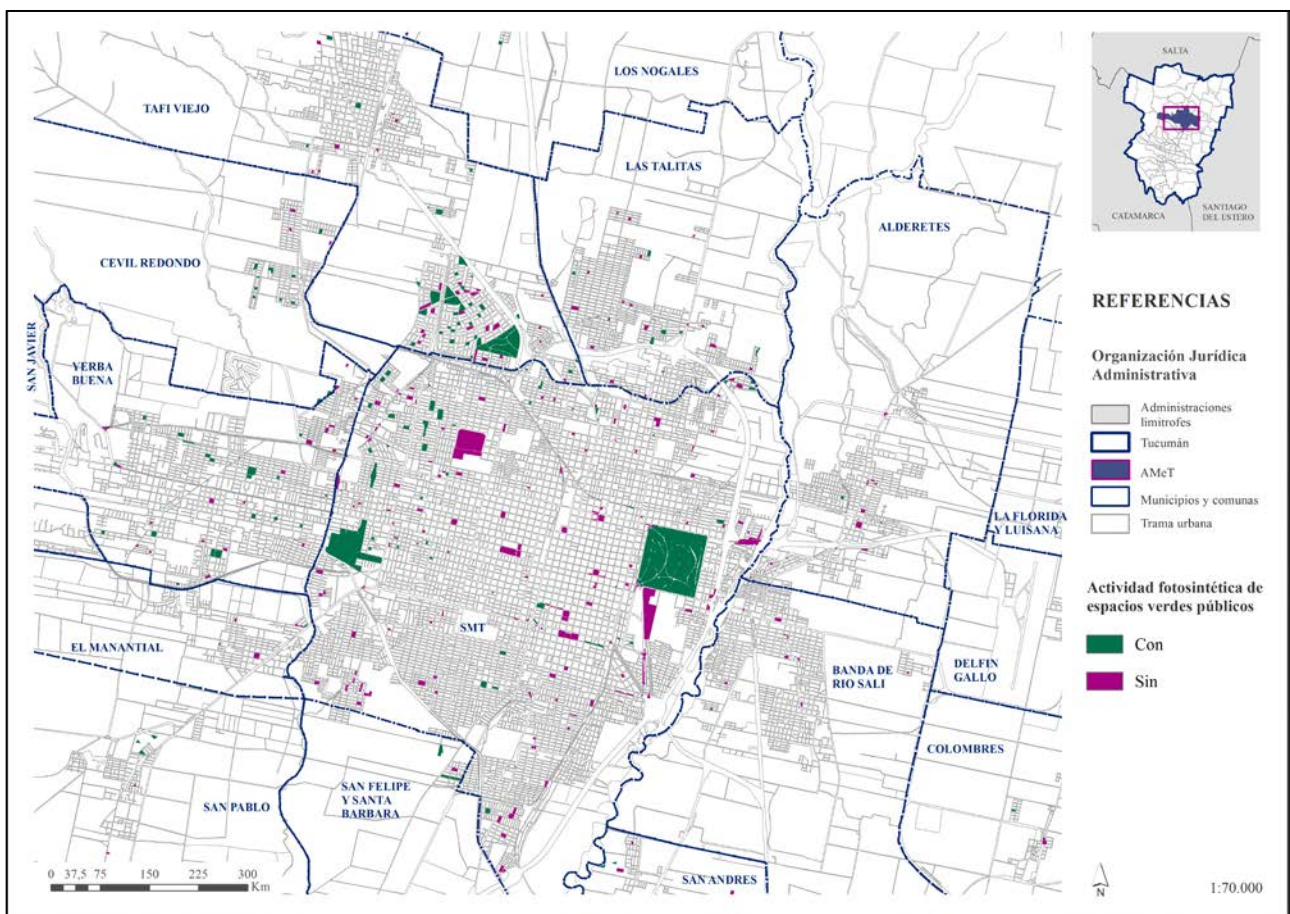 TAFI VIEJO
LOS NOGALES
LAS TALITAS
ALDERETES
CEVIL REDONDO
SAN JAVIER
YERBA
BUENA
LA FLORIDA
Y LUISIANA
SMT
EL MANANTIAL
BANDA DE
RIO SALI
DELFIN
GALLO
COLOMBRES
SAN PABLO
SAN FELIPE
Y SANTA
BARBARA
SAN ANDRES
0 37,5 75 150 225 300
Km
SALTA
CATAMARCA
SANTIAGO
DEL ESTERO
REFERENCIAS
Organización Jurídica
Administrativa
Administraciones
limitrofes
Tucumán
AMeT
Municipios y comunas
Trama urbana
Actividad fotosintética de
espacios verdes públicos
Con
Sin
N
1:70.000